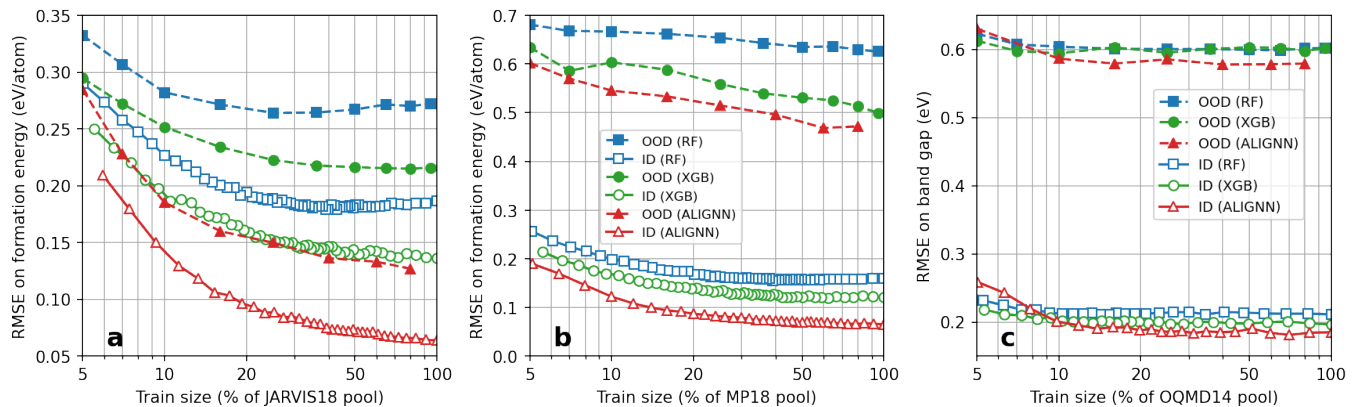 RMSE on formation energy (eV/atom)
0.35
0.30
0.25
0.20
0.15
0.10
0.05
a
5
10
20
50
100
Train size (% of JARVIS18 pool)
RMSE on formation energy (eV/atom)
0.7
0.6
0.5
0.4
0.3
0.2
0.1
0.0
OOD (RF)
ID (RF)
OOD (XGB)
ID (XGB)
OOD (ALIGNN)
ID (ALIGNN)
b
5
10
20
50
100
Train size (% of MP18 pool)
RMSE on band gap (eV)
0.6
0.5
0.4
0.3
0.2
OOD (RF)
OOD (XGB)
OOD (ALIGNN)
ID (RF)
ID (XGB)
ID (ALIGNN)
c
5
10
20
50
100
Train size (% of OQMD14 pool)